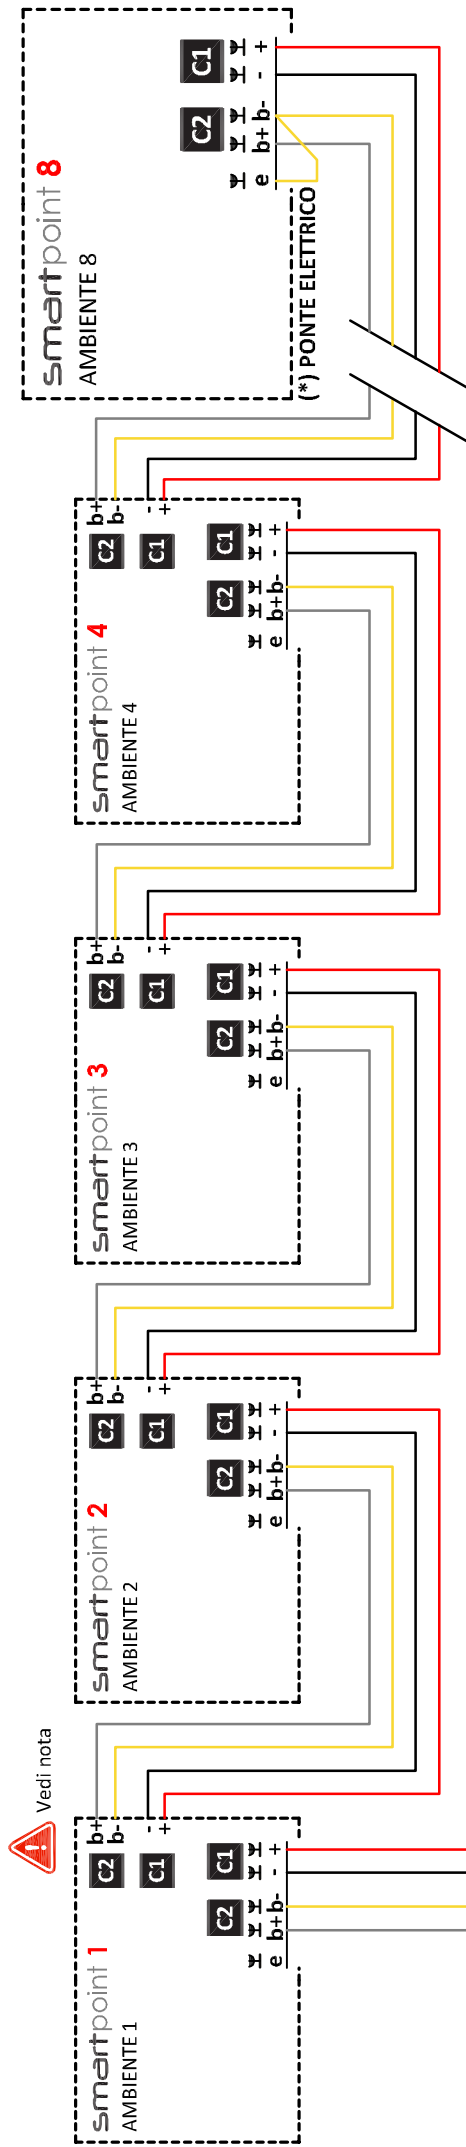 Vedi nota
smartpoint 1
AMBIENTE 1
C2 b+
b-
C1 -
+
C2 C1
e b+ b- - +
smartpoint 2
AMBIENTE 2
C2 b+
b-
C1 -
+
C2 C1
e b+ b- - +
smartpoint 3
AMBIENTE 3
C2 b+
b-
C1 -
+
C2 C1
e b+ b- - +
smartpoint 4
AMBIENTE 4
C2 b+
b-
C1 -
+
C2 C1
e b+ b- - +
smartpoint 8
AMBIENTE 8
C2 C1
e b+ b- - +
(*) PONTE ELETTRICO